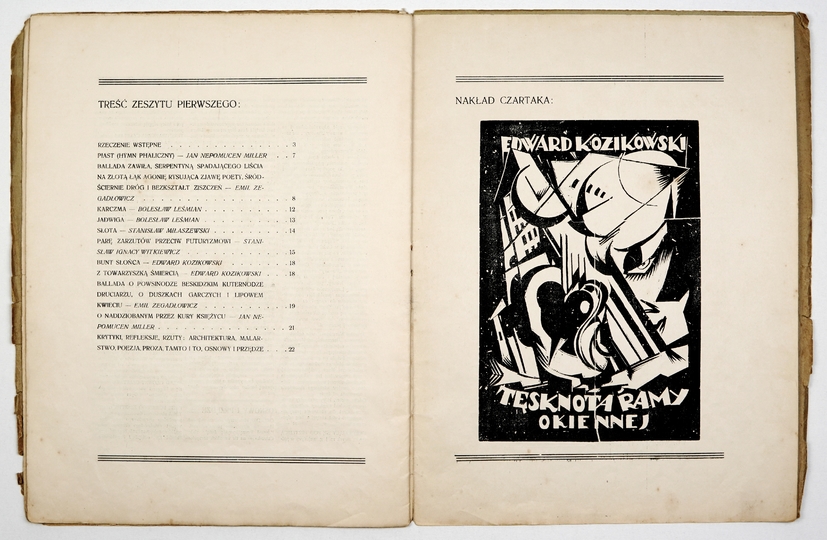 TREŚĆ ZESZYTU PIERWSZEGO:
RZECZENIE WSTĘPNE . . . . . . . . . . . . . . 3
PIAST (HYMN PHALICZNY) — JAN NEPOMUCEN MILLER . . 7
BALLADA ZAWIŁA, SERPENTYNĄ SPADAJĄCEGO LIŚCIA
NA ZŁOTĄ ŁĄK AGONIĘ RYSUJĄCA ZJAWĘ POETY, ŚROD-
ŚCIERNIE DRÓG I BEZKSZTAŁT ZISZCZEŃ — EMIL ZE-
GADŁOWICZ . . . . . . . . . . . . . . . . 8
KARCZMA — BOLESŁAW LEŚMIAN . . . . . . . . . 12
JADWIGA — BOLESŁAW LEŚMIAN . . . . . . . . . 13
SŁOTA — STANISŁAW MIŁASZEWSKI . . . . . . . . 14
PARĘ ZARZUTÓW PRZECIW FUTURYZMOWI — STANI-
SŁAW IGNACY WITKIEWICZ . . . . . . . . . . . 15
BUNT SŁOŃCA — EDWARD KOZIKOWSKI . . . . . . . 18
Z TOWARZYSZKĄ ŚMIERCIĄ — EDWARD KOZIKOWSKI . . . 18
BALLADA O POWSINODZE BESKIDZKIM KUTERNODZE
DRUCIARZU, O DUSZKACH GARCZYCH I LIPOWEM
KWIECIU — EMIL ZEGADŁOWICZ . . . . . . . . . 19
O NADDZIOBANYM PRZEZ KURY KSIĘŻYCU — JAN NE-
POMUCEN MILLER . . . . . . . . . . . . . . 21
KRYTYKI, REFLEKSJE, RZUTY: ARCHITEKTURA, MALAR-
STWO, POEZJA, PROZA, TAMTO I TO, OSNOWY I PRZĘDZE . . . 22
NAKŁAD CZARTAKA:
EDWARD KOZIKOWSKI
TĘSKNOTA RAMY
OKIENNEJ